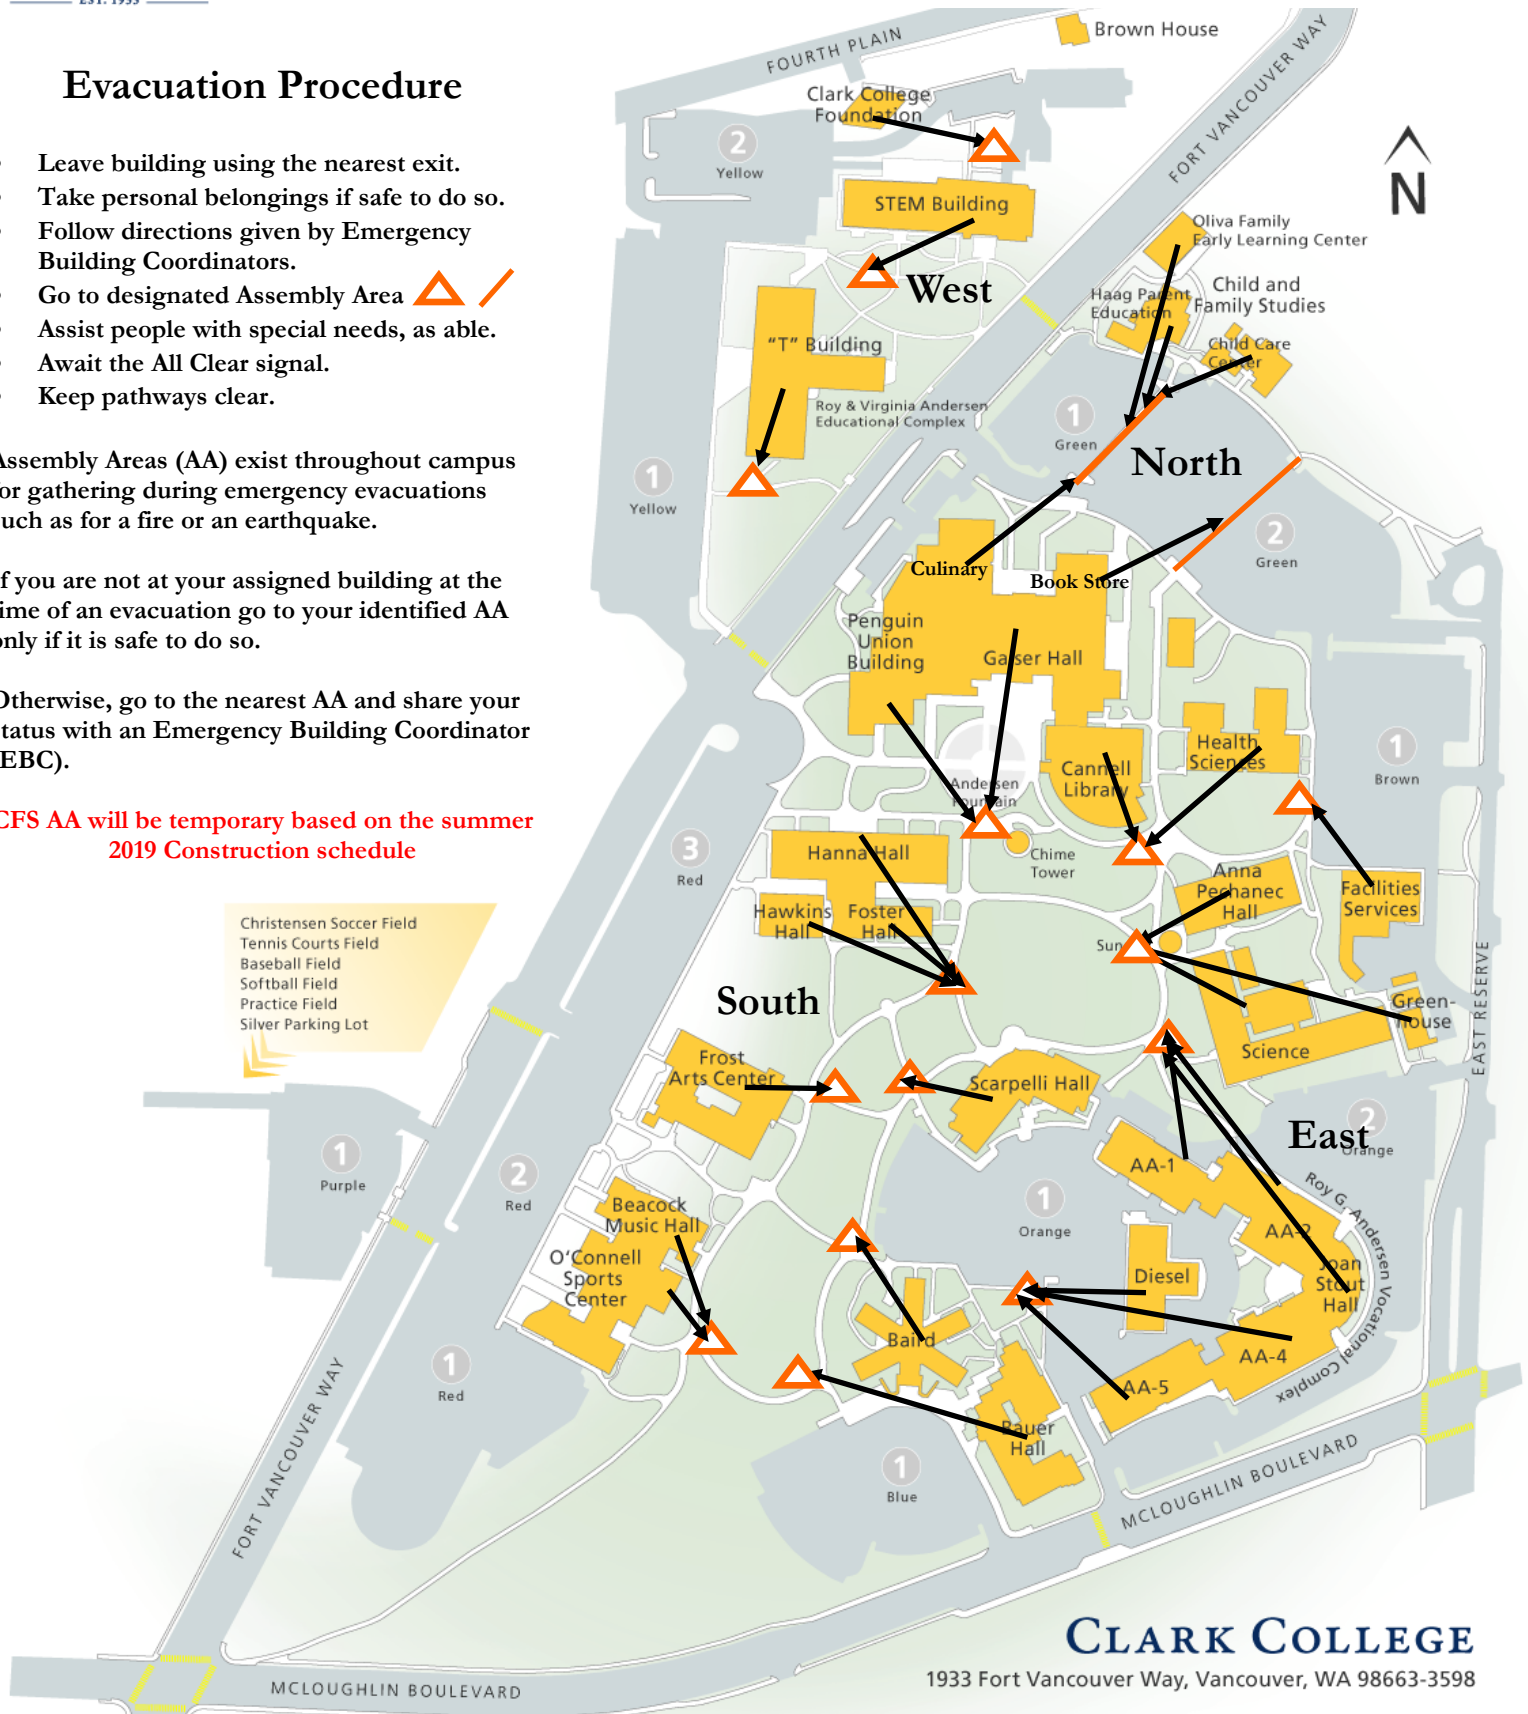 EST. 1933
Evacuation Procedure
Leave building using the nearest exit.
Take personal belongings if safe to do so.
Follow directions given by Emergency
Building Coordinators.
Go to designated Assembly Area
Assist people with special needs, as able.
Await the All Clear signal.
Keep pathways clear.
Assembly Areas (AA) exist throughout campus
for gathering during emergency evacuations
such as for a fire or an earthquake.
If you are not at your assigned building at the
time of an evacuation go to your identified AA
only if it is safe to do so.
Otherwise, go to the nearest AA and share your
status with an Emergency Building Coordinator
(EBC).
CFS AA will be temporary based on the summer
2019 Construction schedule
Christensen Soccer Field
Tennis Courts Field
Baseball Field
Softball Field
Practice Field
Silver Parking Lot
Brown House
FOURTH PLAIN
FORT VANCOUVER WAY
Clark College
Foundation
2
Yellow
N
STEM Building
Oliva Family
Early Learning Center
West
Haag Parent
Education
Child and
Family Studies
Child Care
Center
"T" Building
Roy & Virginia Andersen
Educational Complex
1
Green
North
1
Yellow
2
Green
Culinary
Book Store
Penguin
Union
Building
Gaiser Hall
Health
Sciences
1
Brown
Cannell
Library
Andersen
Fountain
3
Red
Hanna Hall
Chime
Tower
Anna
Pechanec
Hall
Facilities
Services
Hawkins
Hall
Foster
Hall
Sun
South
Green-
house
EAST RESERVE
Science
Frost
Arts Center
Scarpelli Hall
2
Orange
East
1
Purple
2
Red
AA-1
Roy G. Andersen Vocational Complex
1
Orange
Beacock
Music Hall
AA-2
O'Connell
Sports
Center
Diesel
Joan
Stout
Hall
Baird
AA-4
1
Red
AA-5
Bauer
Hall
1
Blue
FORT VANCOUVER WAY
MCLOUGHLIN BOULEVARD
MCLOUGHLIN BOULEVARD
CLARK COLLEGE
1933 Fort Vancouver Way, Vancouver, WA 98663-3598